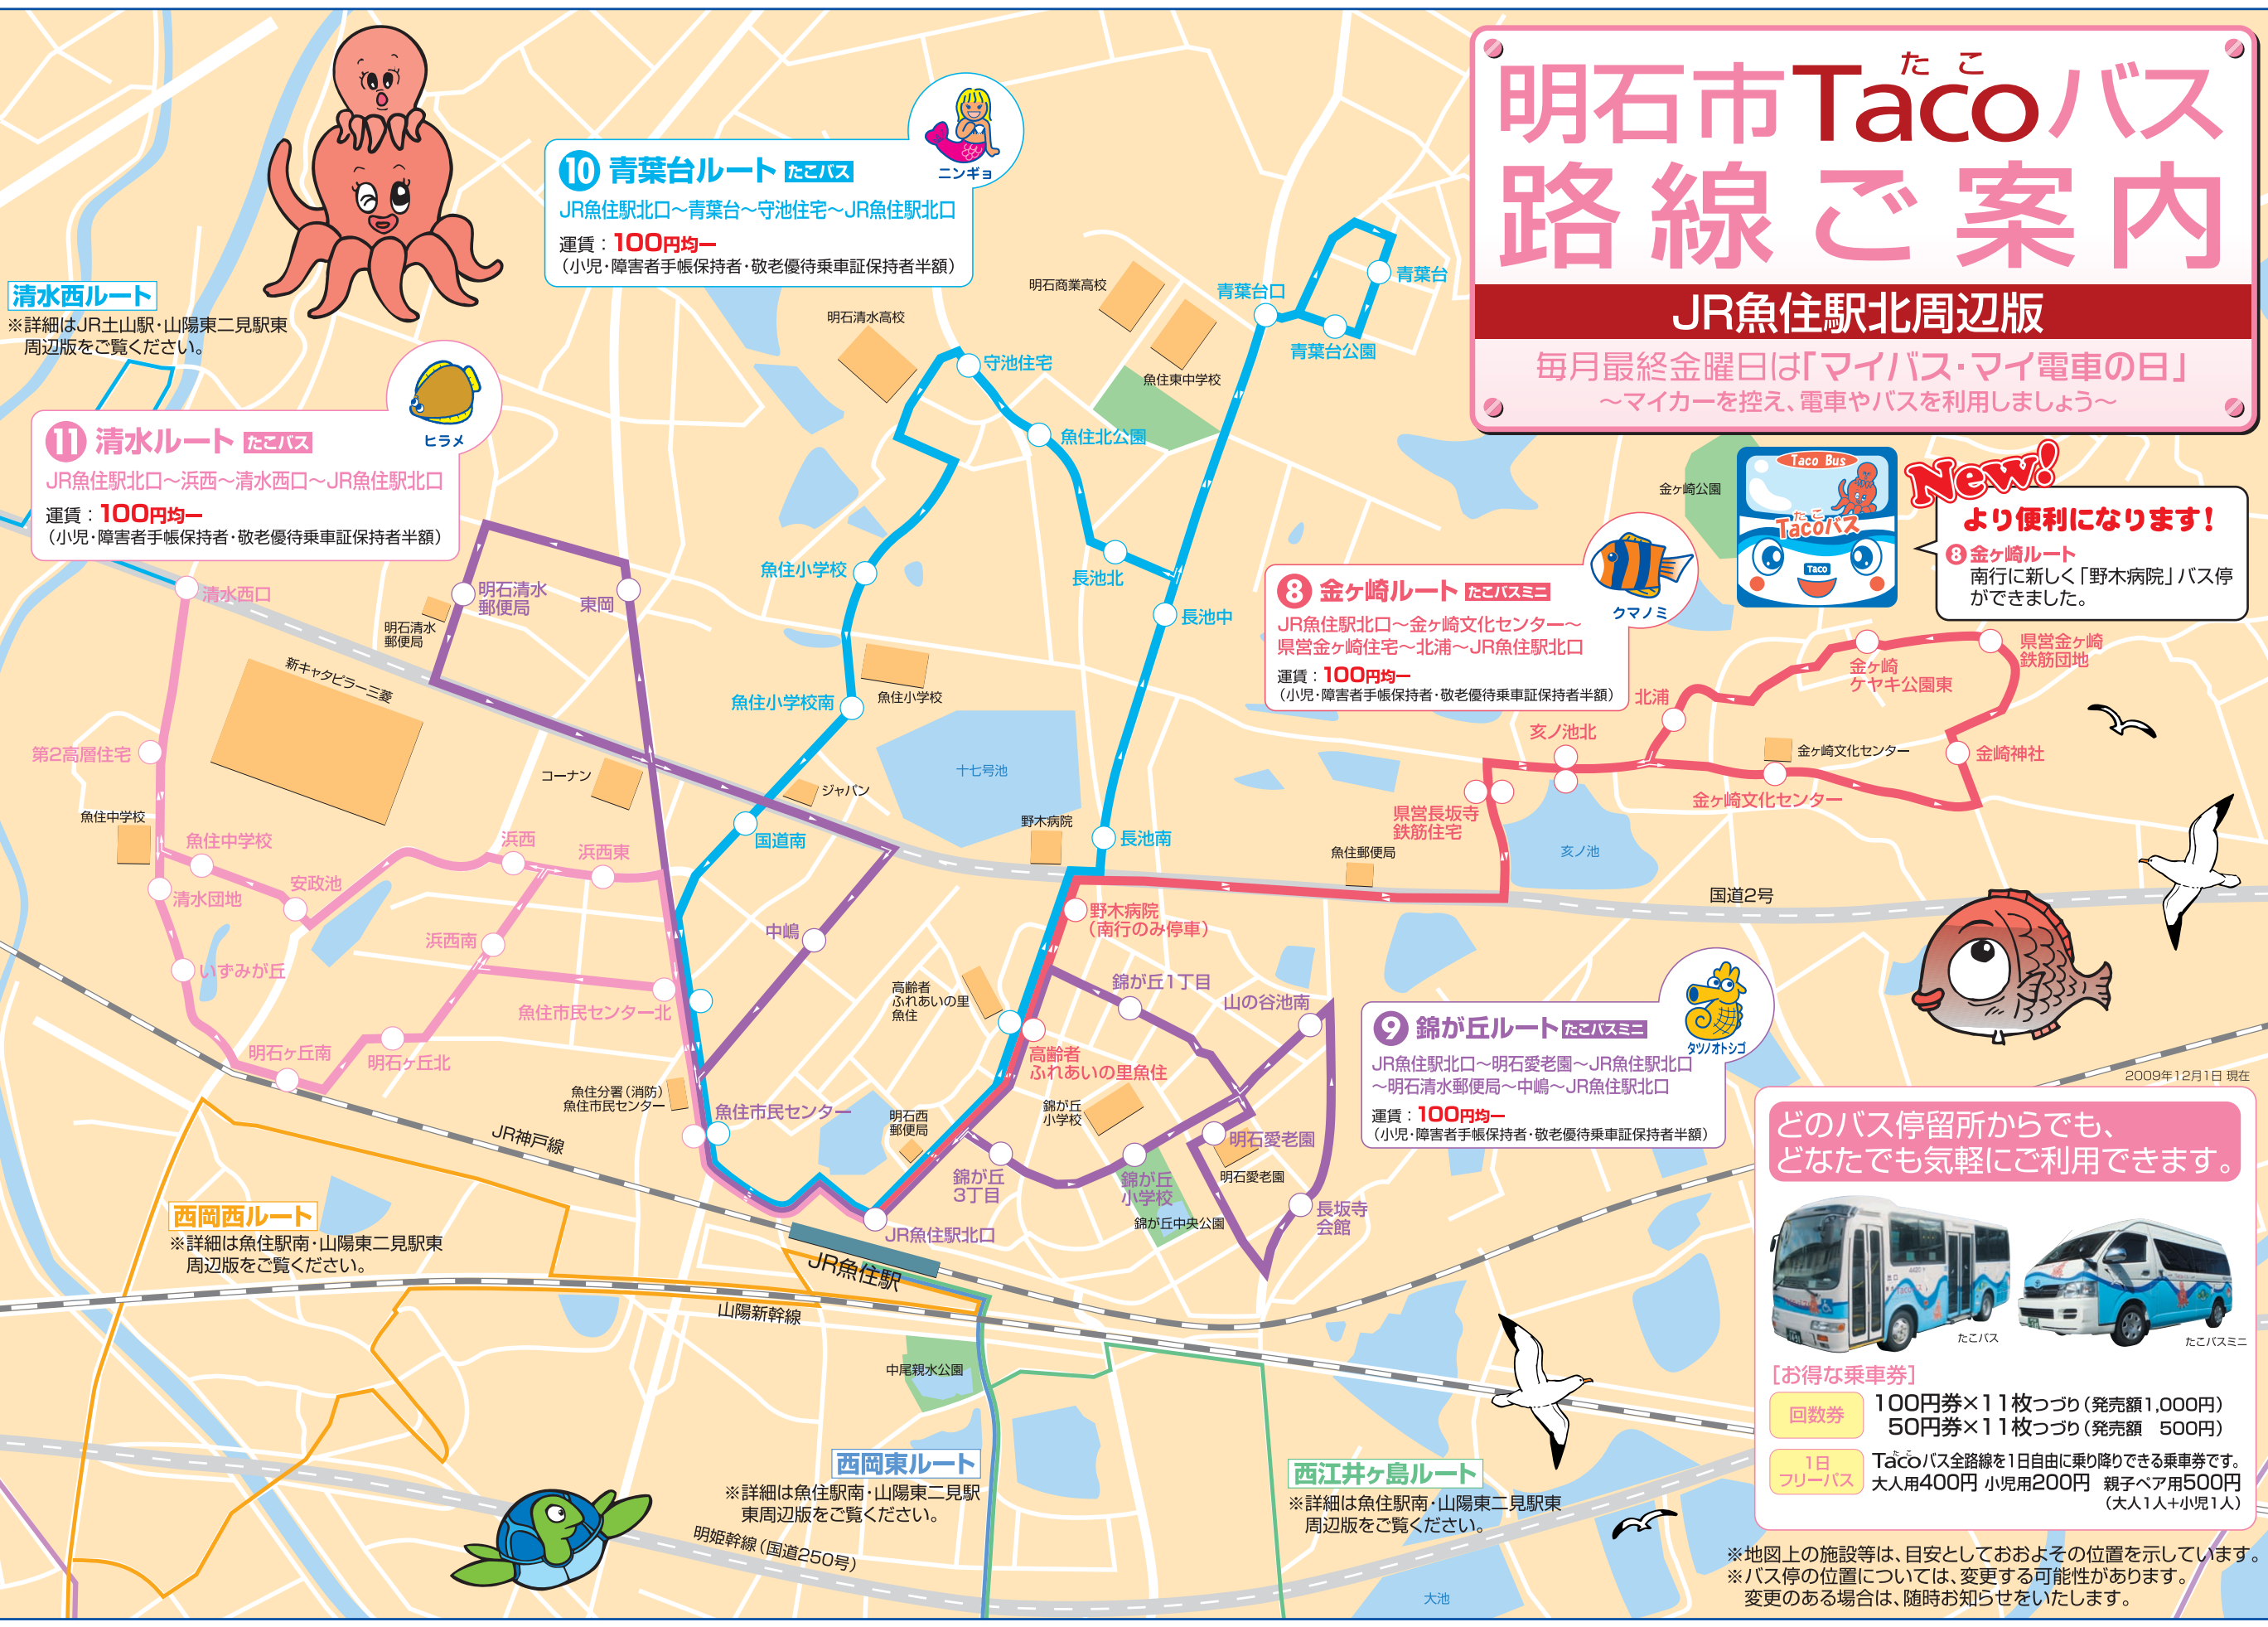 明石市Tacoバス
たこ
路線ご案内
JR魚住駅北周辺版
毎月最終金曜日は「マイバス・マイ電車の日」
～マイカーを控え、電車やバスを利用しましょう～
ニンギョ
10 青葉台ルート たこバス
JR魚住駅北口～青葉台～守池住宅～JR魚住駅北口
運賃：100円均一
（小児・障害者手帳保持者・敬老優待乗車証保持者半額）
清水西ルート
※詳細はJR土山駅・山陽東二見駅東
周辺版をご覧ください。
ヒラメ
11 清水ルート たこバス
JR魚住駅北口～浜西～清水西口～JR魚住駅北口
運賃：100円均一
（小児・障害者手帳保持者・敬老優待乗車証保持者半額）
明石清水高校
明石商業高校
魚住東中学校
青葉台口
青葉台
青葉台公園
守池住宅
魚住北公園
長池北
長池中
魚住小学校
魚住小学校
魚住小学校南
金ヶ崎公園
Taco Bus
たこ
Tacoバス
Taco
New!
より便利になります！
8 金ヶ崎ルート
南行に新しく「野木病院」バス停
ができました。
クマノミ
8 金ヶ崎ルート たこバスミニ
JR魚住駅北口～金ヶ崎文化センター～
県営金ヶ崎住宅～北浦～JR魚住駅北口
運賃：100円均一
（小児・障害者手帳保持者・敬老優待乗車証保持者半額）
清水西口
明石清水
郵便局
東岡
明石清水
郵便局
新キャタピラー三菱
第2高層住宅
コーナン
ジャパン
十七号池
野木病院
長池南
国道南
魚住中学校
魚住中学校
清水団地
安政池
浜西
浜西東
浜西南
いずみが丘
魚住市民センター北
明石ヶ丘南
明石ヶ丘北
中嶋
金ヶ崎
ケヤキ公園東
県営金ヶ崎
鉄筋団地
北浦
亥ノ池北
金ヶ崎文化センター
金崎神社
金ヶ崎文化センター
県営長坂寺
鉄筋住宅
魚住郵便局
亥ノ池
国道2号
野木病院
（南行のみ停車）
錦が丘1丁目
山の谷池南
高齢者
ふれあいの里
魚住
高齢者
ふれあいの里魚住
タツノオトシゴ
9 錦が丘ルート たこバスミニ
JR魚住駅北口～明石愛老園～JR魚住駅北口
～明石清水郵便局～中嶋～JR魚住駅北口
運賃：100円均一
（小児・障害者手帳保持者・敬老優待乗車証保持者半額）
魚住分署（消防）
魚住市民センター
魚住市民センター
明石西
郵便局
錦が丘
小学校
明石愛老園
明石愛老園
錦が丘
3丁目
錦が丘
小学校
錦が丘中央公園
長坂寺
会館
JR魚住駅北口
JR神戸線
JR魚住駅
山陽新幹線
西岡西ルート
※詳細は魚住駅南・山陽東二見駅東
周辺版をご覧ください。
中尾親水公園
西岡東ルート
※詳細は魚住駅南・山陽東二見駅
東周辺版をご覧ください。
明姫幹線（国道250号）
西江井ヶ島ルート
※詳細は魚住駅南・山陽東二見駅東
周辺版をご覧ください。
大池
2009年12月1日 現在
どのバス停留所からでも、
どなたでも気軽にご利用できます。
たこバス
たこバスミニ
［お得な乗車券］
回数券
100円券×11枚つづり（発売額1,000円）
50円券×11枚つづり（発売額　500円）
1日
フリーパス
たこ
Tacoバス全路線を1日自由に乗り降りできる乗車券です。
大人用400円 小児用200円 親子ペア用500円
（大人1人＋小児1人）
※地図上の施設等は、目安としておおよその位置を示しています。
※バス停の位置については、変更する可能性があります。
変更のある場合は、随時お知らせをいたします。